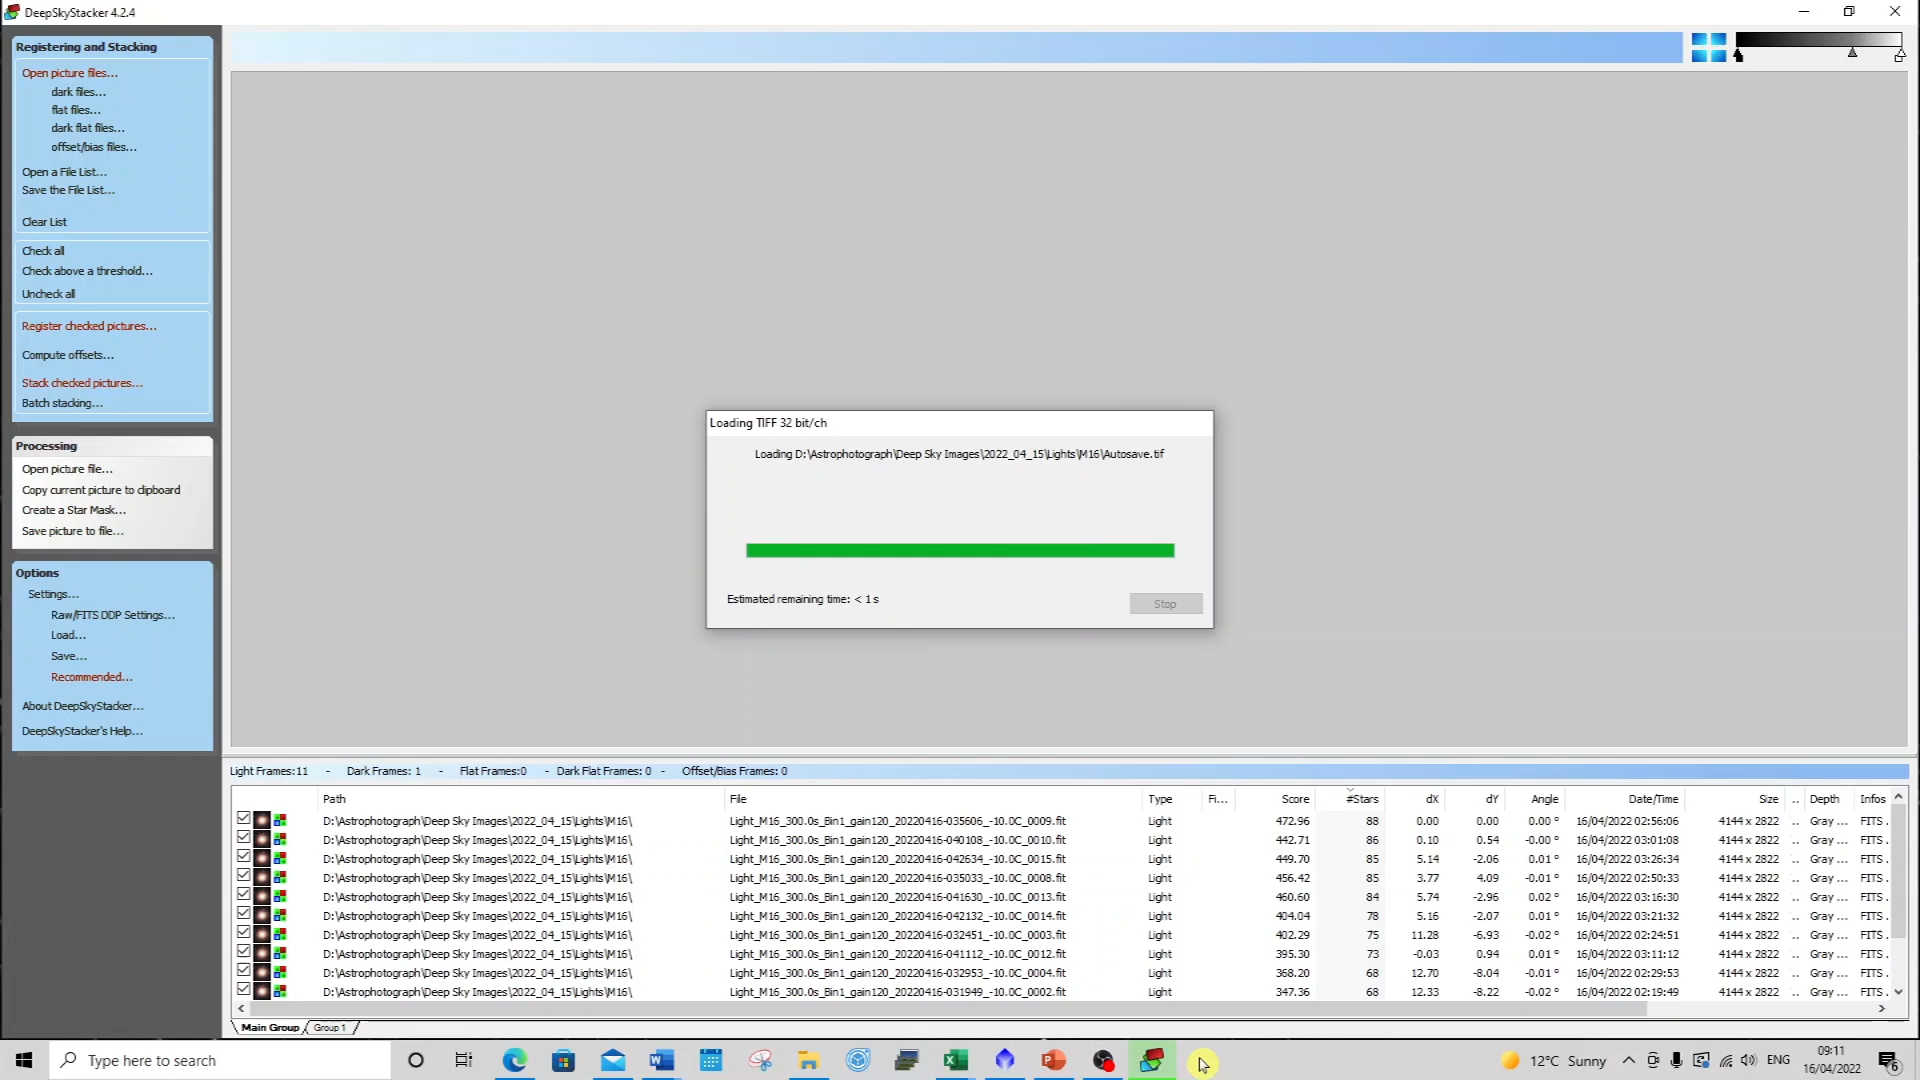 DeepSkyStacker 4.2.4
Registering and Stacking
Open picture files...
dark files...
flat files...
dark flat files...
offset/bias files...
Open a File List...
Save the File List...
Clear List
Check all
Check above a threshold...
Uncheck all
Register checked pictures...
Compute offsets...
Stack checked pictures...
Batch stacking...
Processing
Open picture file...
Copy current picture to clipboard
Create a Star Mask...
Save picture to file...
Options
Settings...
Raw/FITS DDP Settings...
Load...
Save...
Recommended...
About DeepSkyStacker...
DeepSkyStacker's Help...
Loading TIFF 32 bit/ch
Loading D:\Astrophotograph\Deep Sky Images\2022_04_15\Lights\M16\Autosave.tif
Estimated remaining time: < 1 s
Stop
Light Frames:11 - Dark Frames: 1 - Flat Frames:0 - Dark Flat Frames: 0 - Offset/Bias Frames: 0
Path File Type Fi... Score #Stars dX dY Angle Date/Time Size .. Depth Infos
D:\Astrophotograph\Deep Sky Images\2022_04_15\Lights\M16\ Light_M16_300.0s_Bin1_gain120_20220416-035606_-10.0C_0009.fit Light 472.96 88 0.00 0.00 0.00 ° 16/04/2022 02:56:06 4144 x 2822 .. Gray ... FITS .
D:\Astrophotograph\Deep Sky Images\2022_04_15\Lights\M16\ Light_M16_300.0s_Bin1_gain120_20220416-040108_-10.0C_0010.fit Light 442.71 86 0.10 0.54 -0.00 ° 16/04/2022 03:01:08 4144 x 2822 .. Gray ... FITS .
D:\Astrophotograph\Deep Sky Images\2022_04_15\Lights\M16\ Light_M16_300.0s_Bin1_gain120_20220416-042634_-10.0C_0015.fit Light 449.70 85 5.14 -2.06 0.01 ° 16/04/2022 03:26:34 4144 x 2822 .. Gray ... FITS .
D:\Astrophotograph\Deep Sky Images\2022_04_15\Lights\M16\ Light_M16_300.0s_Bin1_gain120_20220416-035033_-10.0C_0008.fit Light 456.42 85 3.77 4.09 -0.01 ° 16/04/2022 02:50:33 4144 x 2822 .. Gray ... FITS .
D:\Astrophotograph\Deep Sky Images\2022_04_15\Lights\M16\ Light_M16_300.0s_Bin1_gain120_20220416-041630_-10.0C_0013.fit Light 460.60 84 5.74 -2.96 0.02 ° 16/04/2022 03:16:30 4144 x 2822 .. Gray ... FITS .
D:\Astrophotograph\Deep Sky Images\2022_04_15\Lights\M16\ Light_M16_300.0s_Bin1_gain120_20220416-042132_-10.0C_0014.fit Light 404.04 78 5.16 -2.07 0.01 ° 16/04/2022 03:21:32 4144 x 2822 .. Gray ... FITS .
D:\Astrophotograph\Deep Sky Images\2022_04_15\Lights\M16\ Light_M16_300.0s_Bin1_gain120_20220416-032451_-10.0C_0003.fit Light 402.29 75 11.28 -6.93 -0.02 ° 16/04/2022 02:24:51 4144 x 2822 .. Gray ... FITS .
D:\Astrophotograph\Deep Sky Images\2022_04_15\Lights\M16\ Light_M16_300.0s_Bin1_gain120_20220416-041112_-10.0C_0012.fit Light 395.30 73 -0.03 0.94 0.01 ° 16/04/2022 03:11:12 4144 x 2822 .. Gray ... FITS .
D:\Astrophotograph\Deep Sky Images\2022_04_15\Lights\M16\ Light_M16_300.0s_Bin1_gain120_20220416-032953_-10.0C_0004.fit Light 368.20 68 12.70 -8.04 -0.01 ° 16/04/2022 02:29:53 4144 x 2822 .. Gray ... FITS .
D:\Astrophotograph\Deep Sky Images\2022_04_15\Lights\M16\ Light_M16_300.0s_Bin1_gain120_20220416-031949_-10.0C_0002.fit Light 347.36 68 12.33 -8.22 -0.02 ° 16/04/2022 02:19:49 4144 x 2822 .. Gray ... FITS .
Main Group Group 1
Type here to search
12°C Sunny
ENG
09:11
16/04/2022
6